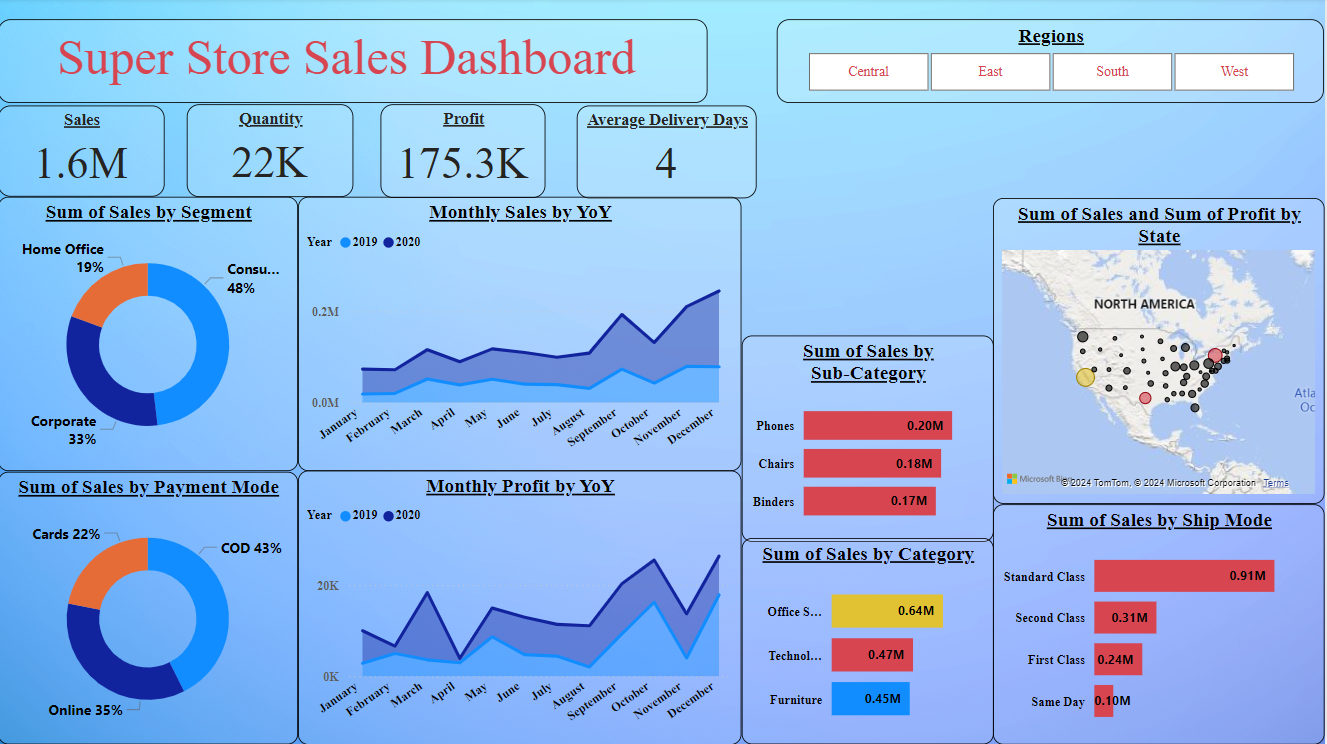 Super Store Sales Dashboard
Regions
Central East South West
Sales
1.6M
Quantity
22K
Profit
175.3K
Average Delivery Days
4
Sum of Sales by Segment
Home Office
19%
Consu...
48%
Corporate
33%
Monthly Sales by YoY
Year 2019 2020
0.2M
0.0M
January February March April May June July August September October November December
Sum of Sales by Sub-Category
Phones 0.20M
Chairs 0.18M
Binders 0.17M
Sum of Sales and Sum of Profit by
State
NORTH AMERICA
Atla
Oc
Microsoft Bing
© 2024 TomTom, © 2024 Microsoft Corporation Terms
Sum of Sales by Payment Mode
Cards 22%
COD 43%
Online 35%
Monthly Profit by YoY
Year 2019 2020
20K
0K
January February March April May June July August September October November December
Sum of Sales by Category
Office S... 0.64M
Technol... 0.47M
Furniture 0.45M
Sum of Sales by Ship Mode
Standard Class 0.91M
Second Class 0.31M
First Class 0.24M
Same Day 0.10M